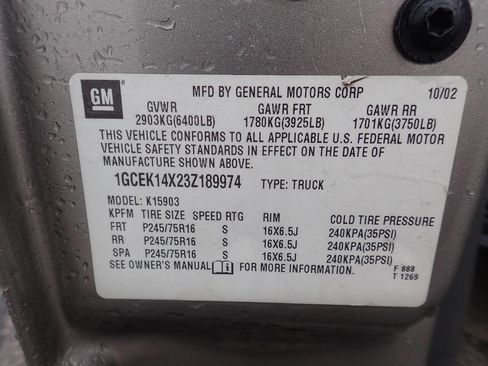 GM
MFD BY GENERAL MOTORS CORP 10/02
GVWR GAWR FRT GAWR RR
2903KG(6400LB) 1780KG(3925LB) 1701KG(3750LB)
THIS VEHICLE CONFORMS TO ALL APPLICABLE U.S. FEDERAL MOTOR
VEHICLE SAFETY STANDARDS IN EFFECT ON THE DATE OF
MANUFACTURE SHOWN ABOVE.
1GCEK14X23Z189974 TYPE: TRUCK
MODEL: K15903
KPFM TIRE SIZE SPEED RTG RIM COLD TIRE PRESSURE
FRT P245/75R16 S 16X6.5J 240KPA(35PSI)
RR P245/75R16 S 16X6.5J 240KPA(35PSI)
SPA P245/75R16 S 16X6.5J 240KPA(35PSI)
SEE OWNER'S MANUAL FOR MORE INFORMATION.
F 888
T 1269